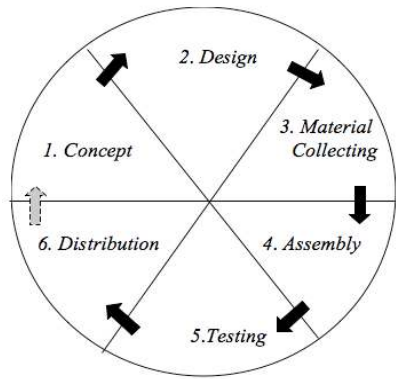 1. Concept
2. Design
3. Material
Collecting
4. Assembly
5.Testing
6. Distribution